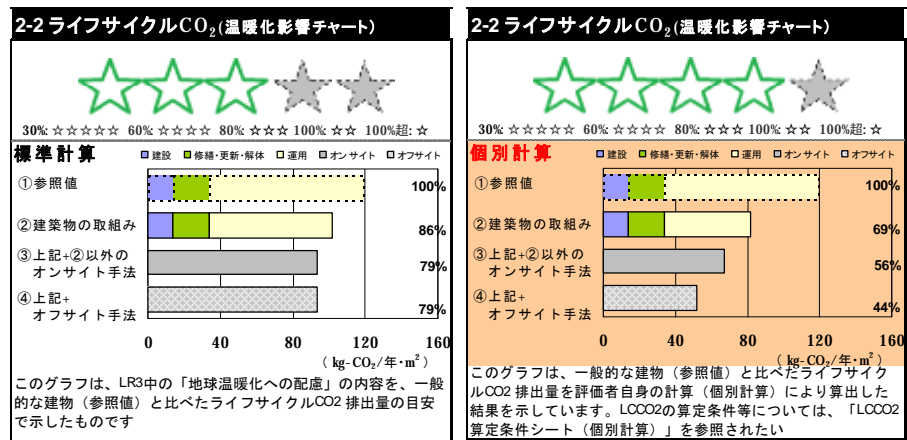 2-2 ライフサイクルCO₂(温暖化影響チャート)
30%: ☆☆☆☆☆ 60%: ☆☆☆☆ 80%: ☆☆☆ 100%: ☆☆ 100%超: ☆
標準計算
建設 修繕・更新・解体 運用 オンサイト オフサイト
①参照値 100%
②建築物の取組み 86%
③上記+②以外の
オンサイト手法 79%
④上記+
オフサイト手法 79%
0 40 80 120 160
( kg-CO₂/年・m² )
このグラフは、LR3中の「地球温暖化への配慮」の内容を、一般
的な建物(参照値)と比べたライフサイクルCO2 排出量の目安
で示したものです
2-2 ライフサイクルCO₂(温暖化影響チャート)
30%: ☆☆☆☆☆ 60%: ☆☆☆☆ 80%: ☆☆☆ 100%: ☆☆ 100%超: ☆
個別計算
建設 修繕・更新・解体 運用 オンサイト オフサイト
①参照値 100%
②建築物の取組み 69%
③上記+②以外の
オンサイト手法 56%
④上記+
オフサイト手法 44%
0 40 80 120 160
( kg-CO₂/年・m² )
このグラフは、一般的な建物(参照値)と比べたライフサイク
ルCO2 排出量を評価者自身の計算(個別計算)により算出した
結果を示しています。LCCO2の算定条件等については、「LCCO2
算定条件シート(個別計算)」を参照されたい